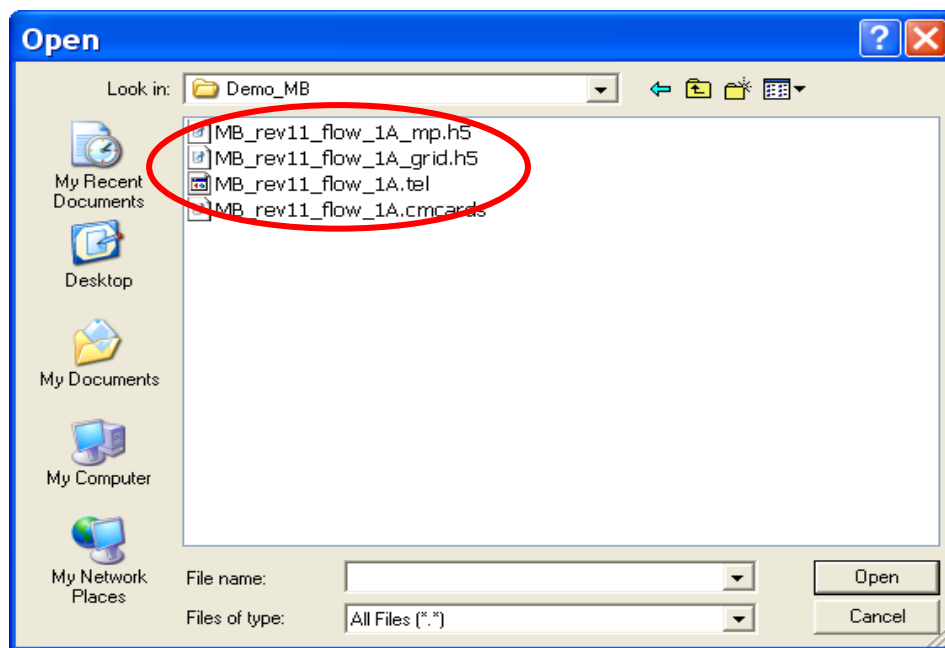 Open
Look in: Demo_MB
MB_rev11_flow_1A_mp.h5
MB_rev11_flow_1A_grid.h5
MB_rev11_flow_1A.tel
MB_rev11_flow_1A.cmcards
My Recent
Documents
Desktop
My Documents
My Computer
My Network
Places
File name:
Open
Files of type: All Files (*.*)
Cancel